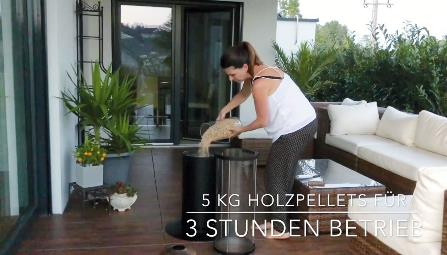 5 KG HOLZPELLETS FÜR
3 STUNDEN BETRIEB